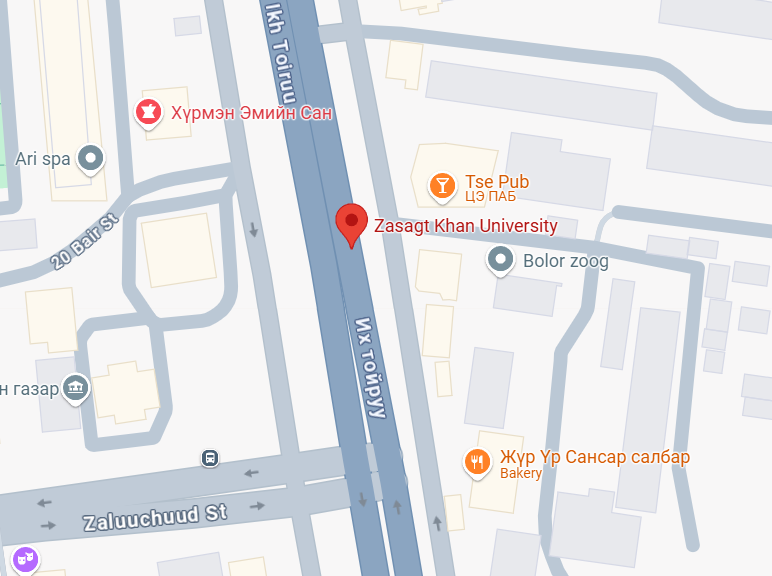 Ikh Toiruu
Хүрмэн Эмийн Сан
Ari spa
Tse Pub
ЦЭ ПАБ
Zasagt Khan University
20 Bair St
Bolor zoog
Их тойруу
н газар
Жүр Үр Сансар салбар
Bakery
Zaluuchuud St